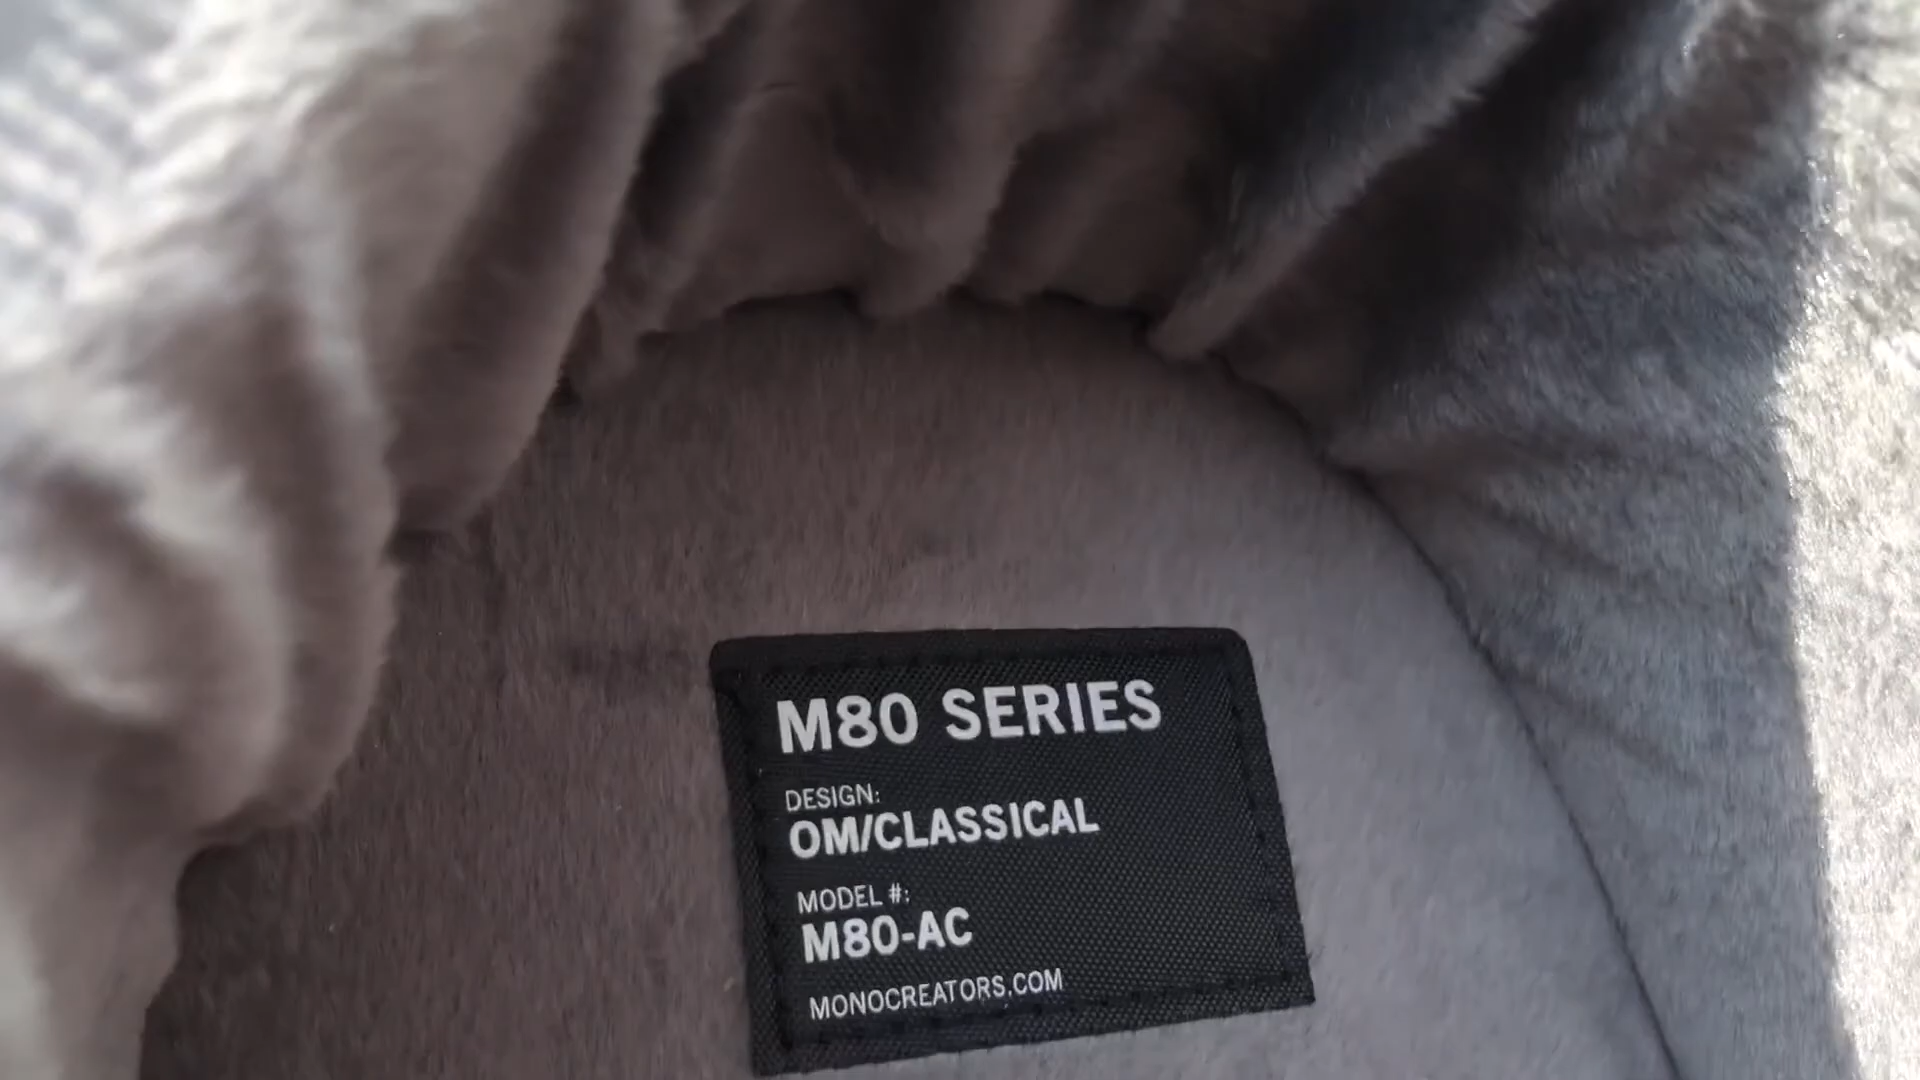 M80 SERIES
DESIGN:
OM/CLASSICAL
MODEL #:
M80-AC
MONOCREATORS.COM